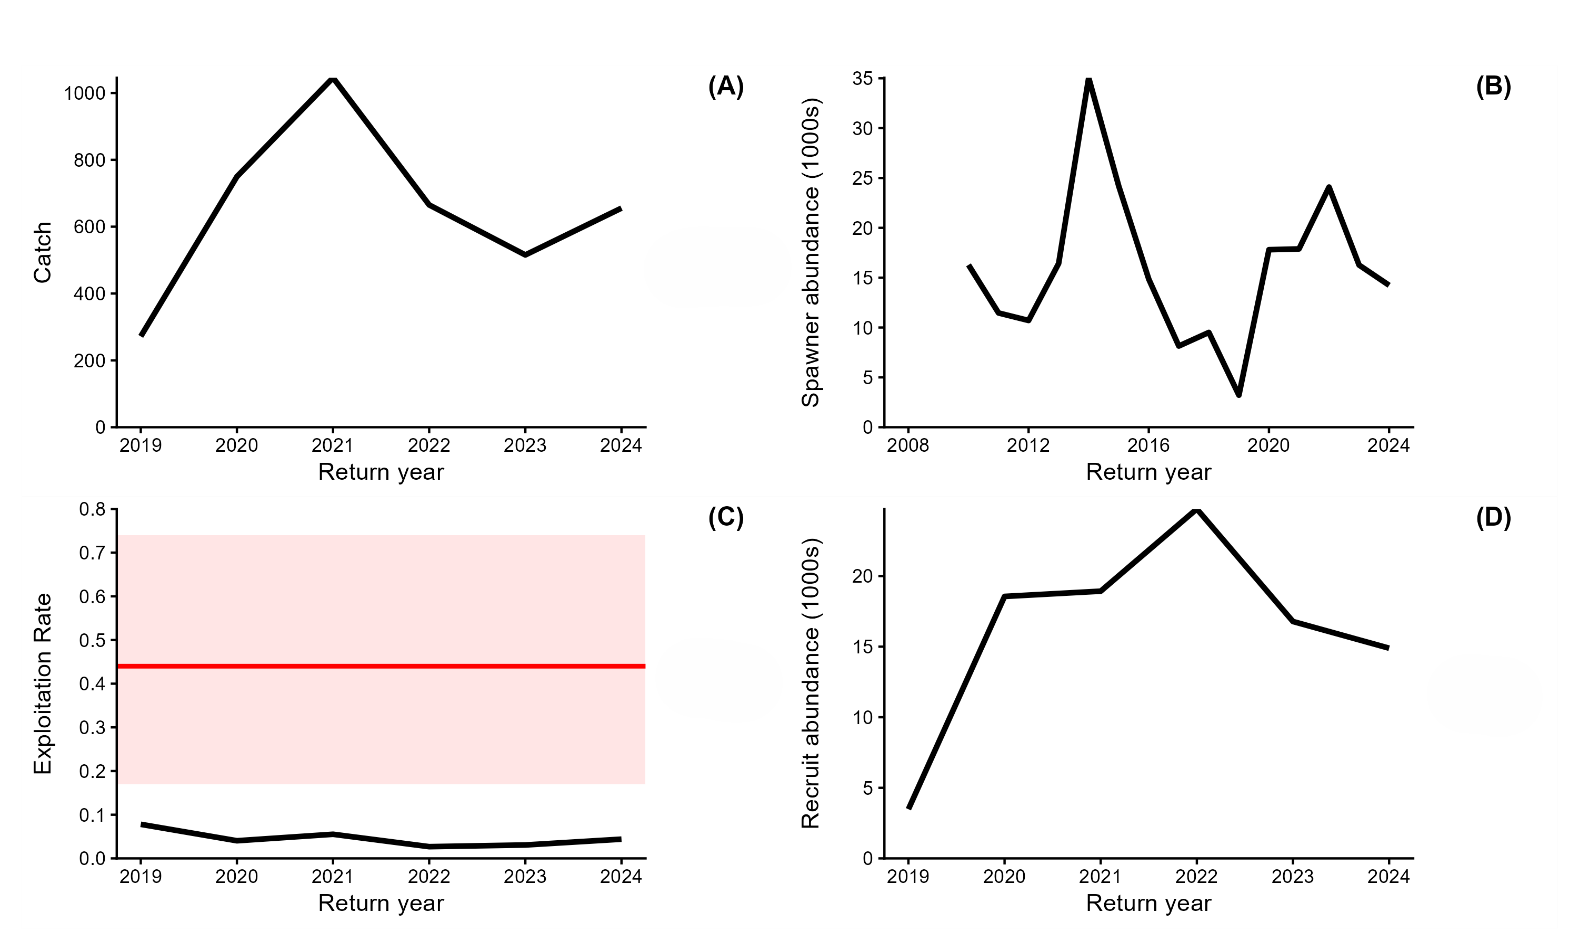 (A)
1000
800
600
400
200
0
Catch
2019 2020 2021 2022 2023 2024
Return year
(B)
35
30
25
20
15
10
5
0
Spawner abundance (1000s)
2008 2012 2016 2020 2024
Return year
(C)
0.8
0.7
0.6
0.5
0.4
0.3
0.2
0.1
0.0
Exploitation Rate
2019 2020 2021 2022 2023 2024
Return year
(D)
20
15
10
5
0
Recruit abundance (1000s)
2019 2020 2021 2022 2023 2024
Return year